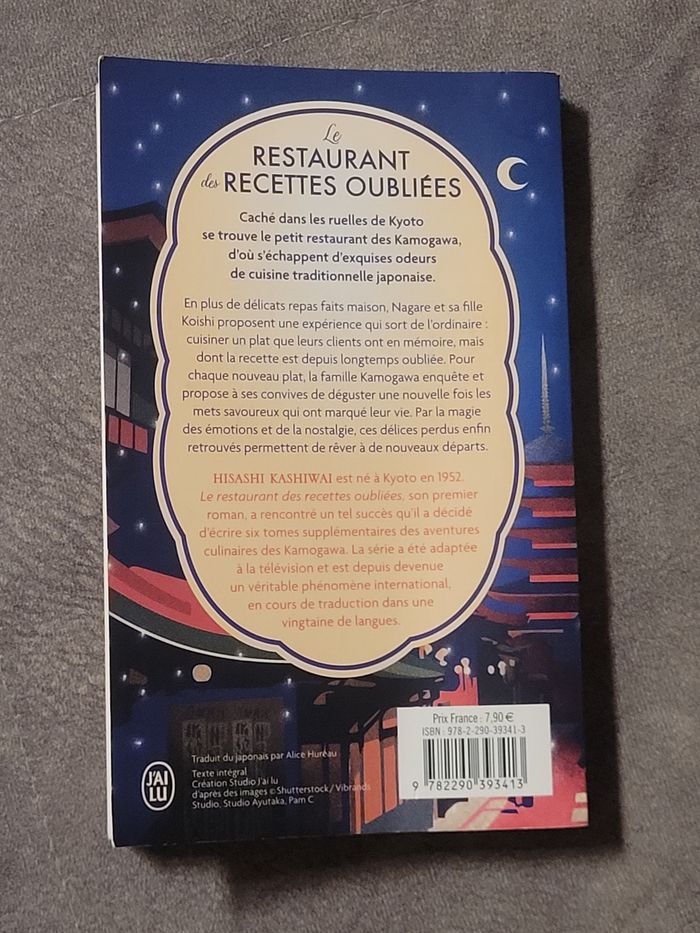 Le
RESTAURANT
des RECETTES OUBLIÉES
Caché dans les ruelles de Kyoto
se trouve le petit restaurant des Kamogawa,
d'où s'échappent d'exquises odeurs
de cuisine traditionnelle japonaise.
En plus de délicats repas faits maison, Nagare et sa fille
Koishi proposent une expérience qui sort de l'ordinaire :
cuisiner un plat que leurs clients ont en mémoire, mais
dont la recette est depuis longtemps oubliée. Pour
chaque nouveau plat, la famille Kamogawa enquête et
propose à ses convives de déguster une nouvelle fois les
mets savoureux qui ont marqué leur vie. Par la magie
des émotions et de la nostalgie, ces délices perdus enfin
retrouvés permettent de rêver à de nouveaux départs.
HISASHI KASHIWAI est né à Kyoto en 1952.
Le restaurant des recettes oubliées, son premier
roman, a rencontré un tel succès qu'il a décidé
d'écrire six tomes supplémentaires des aventures
culinaires des Kamogawa. La série a été adaptée
à la télévision et est depuis devenue
un véritable phénomène international,
en cours de traduction dans une
vingtaine de langues.
Prix France : 7,90 €
ISBN : 978-2-290-39341-3
9 782290 393413
J'AI
LU
Traduit du japonais par Alice Hureau
Texte intégral
Création Studio J'ai lu
d'après des images © Shutterstock / Vibrands
Studio, Studio Ayutaka, Pam C